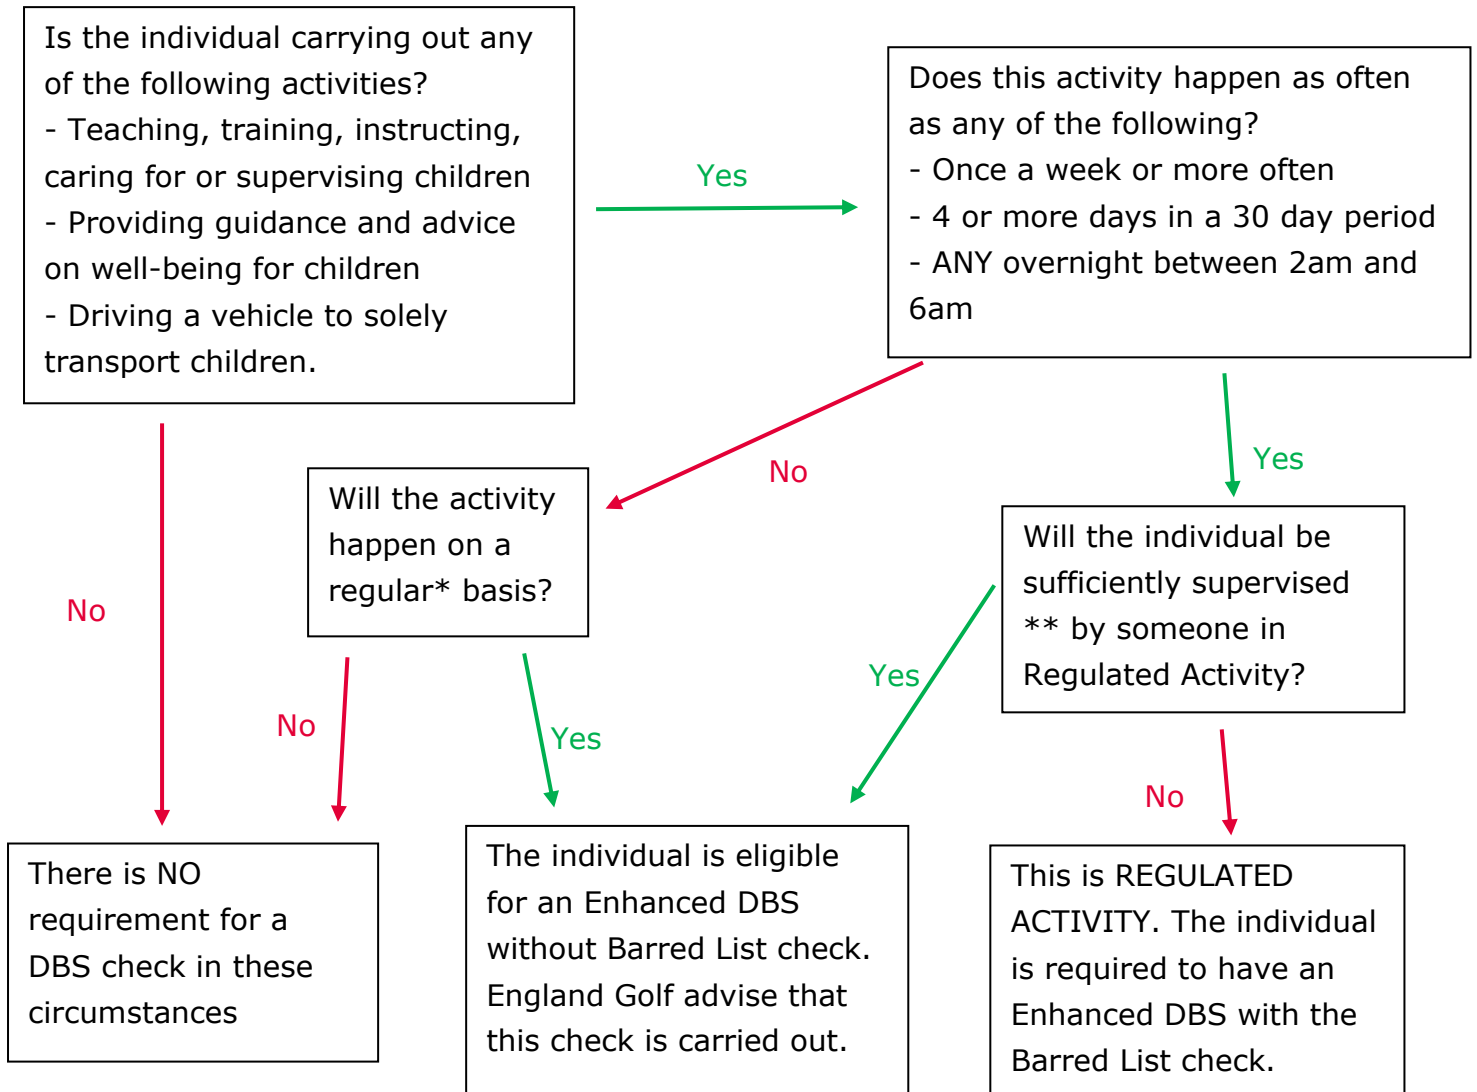 Is the individual carrying out any
of the following activities?
- Teaching, training, instructing,
caring for or supervising children
- Providing guidance and advice
on well-being for children
- Driving a vehicle to solely
transport children.
Yes
Does this activity happen as often
as any of the following?
- Once a week or more often
- 4 or more days in a 30 day period
- ANY overnight between 2am and
6am
No
Yes
Will the activity
happen on a
regular* basis?
Will the individual be
sufficiently supervised
** by someone in
Regulated Activity?
No
No
Yes
Yes
No
There is NO
requirement for a
DBS check in these
circumstances
The individual is eligible
for an Enhanced DBS
without Barred List check.
England Golf advise that
this check is carried out.
This is REGULATED
ACTIVITY. The individual
is required to have an
Enhanced DBS with the
Barred List check.